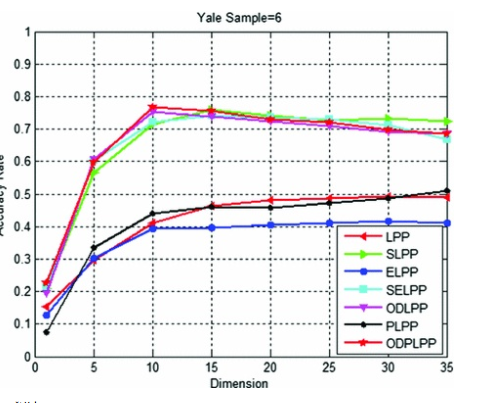 Yale Sample=6
1
0.9
0.8
0.7
0.6
0.5
0.4
0.3
0.2
0.1
0
Accuracy Rate
1 5 10 15 20 25 30 35
Dimension
LPP
SLPP
ELPP
SELPP
ODLPP
PLPP
ODPLPP